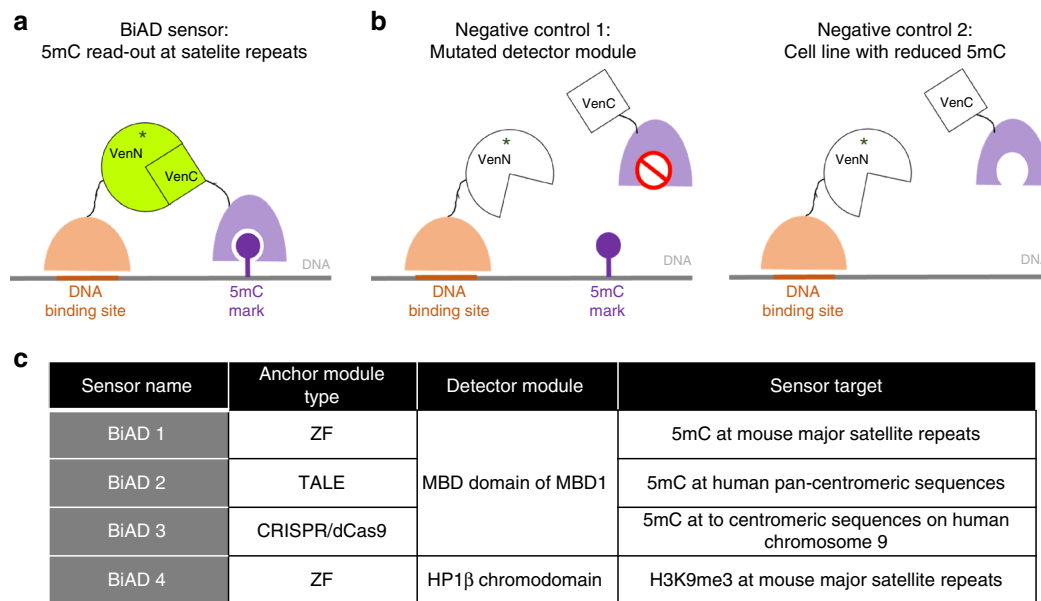 a
BiAD sensor:
5mC read-out at satelite repeats
*
VenN
VenC
DNA
DNA
binding site
5mC
mark
b
Negative control 1:
Mutated detector module
VenC
*
VenN
DNA
DNA
binding site
5mC
mark
Negative control 2:
Cell line with reduced 5mC
VenC
*
VenN
DNA
DNA
binding site
c
Sensor name
Anchor module
type
Detector module
Sensor target
BiAD 1
ZF
MBD domain of MBD1
5mC at mouse major satellite repeats
BiAD 2
TALE
5mC at human pan-centromeric sequences
BiAD 3
CRISPR/dCas9
5mC at to centromeric sequences on human
chromosome 9
BiAD 4
ZF
HP1β chromodomain
H3K9me3 at mouse major satellite repeats